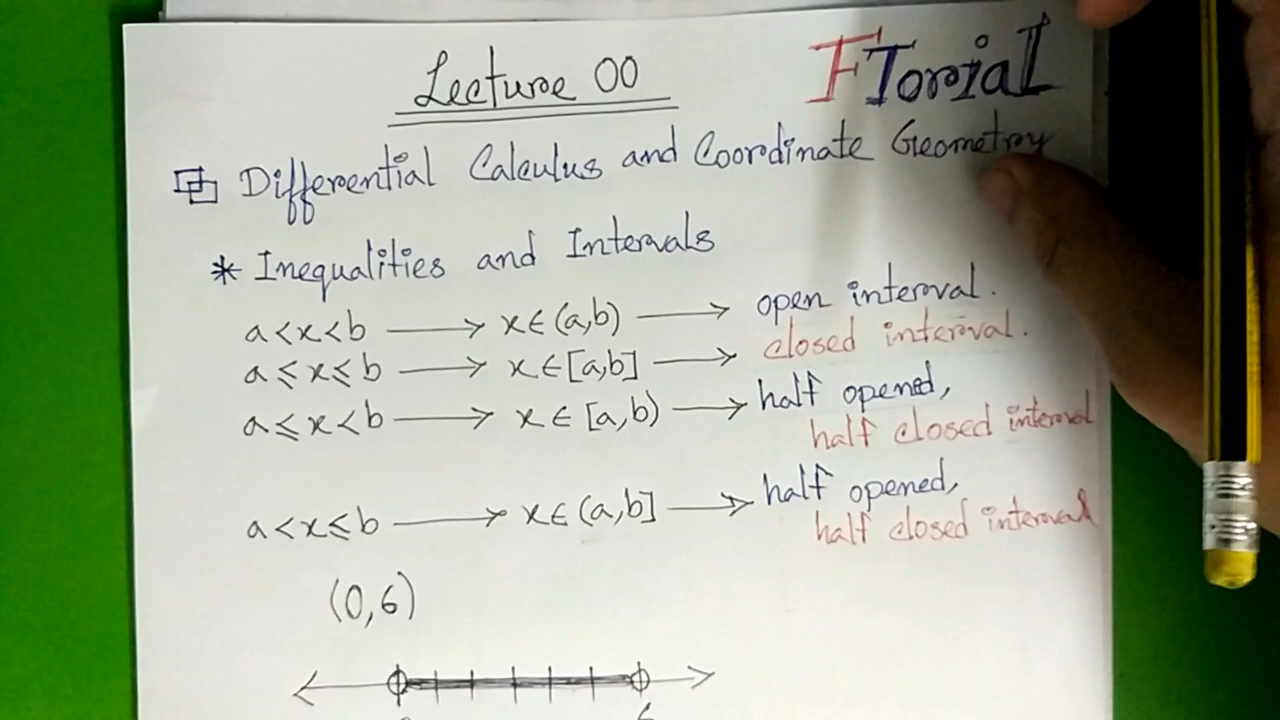 Lecture 00
FTorial
Differential Calculus and Coordinate Geometry
* Inequalities and Intervals
a<x<b ⟶ x∈(a,b) ⟶ open interval.
a≤x≤b ⟶ x∈[a,b] ⟶ closed interval.
a≤x<b ⟶ x∈[a,b) ⟶ half opened,
half closed interval
a<x≤b ⟶ x∈(a,b] ⟶ half opened,
half closed interval
(0,6)